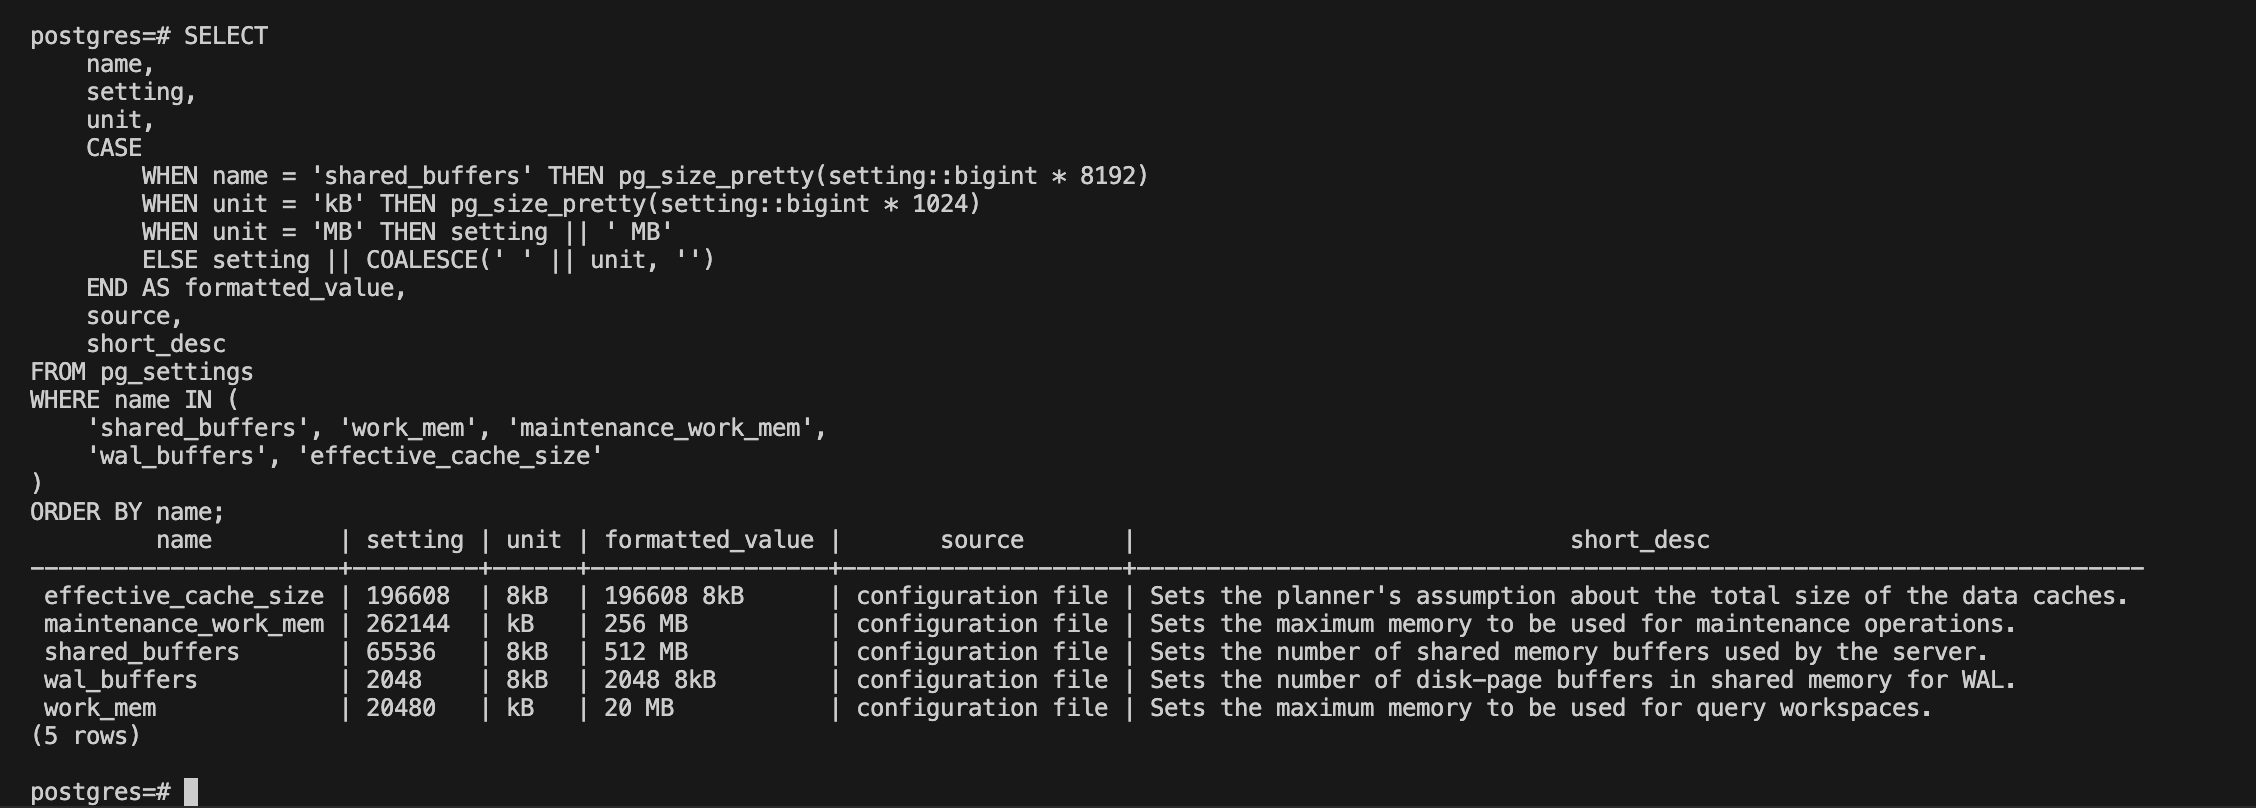 postgres=# SELECT
    name,
    setting,
    unit,
    CASE
        WHEN name = 'shared_buffers' THEN pg_size_pretty(setting::bigint * 8192)
        WHEN unit = 'kB' THEN pg_size_pretty(setting::bigint * 1024)
        WHEN unit = 'MB' THEN setting || ' MB'
        ELSE setting || COALESCE(' ' || unit, '')
    END AS formatted_value,
    source,
    short_desc
FROM pg_settings
WHERE name IN (
    'shared_buffers', 'work_mem', 'maintenance_work_mem',
    'wal_buffers', 'effective_cache_size'
)
ORDER BY name;
         name         | setting | unit | formatted_value |       source       |                               short_desc
----------------------+---------+------+-----------------+--------------------+------------------------------------------------------------------------
 effective_cache_size | 196608  | 8kB  | 196608 8kB      | configuration file | Sets the planner's assumption about the total size of the data caches.
 maintenance_work_mem | 262144  | kB   | 256 MB          | configuration file | Sets the maximum memory to be used for maintenance operations.
 shared_buffers       | 65536   | 8kB  | 512 MB          | configuration file | Sets the number of shared memory buffers used by the server.
 wal_buffers          | 2048    | 8kB  | 2048 8kB        | configuration file | Sets the number of disk-page buffers in shared memory for WAL.
 work_mem             | 20480   | kB   | 20 MB           | configuration file | Sets the maximum memory to be used for query workspaces.
(5 rows)

postgres=#